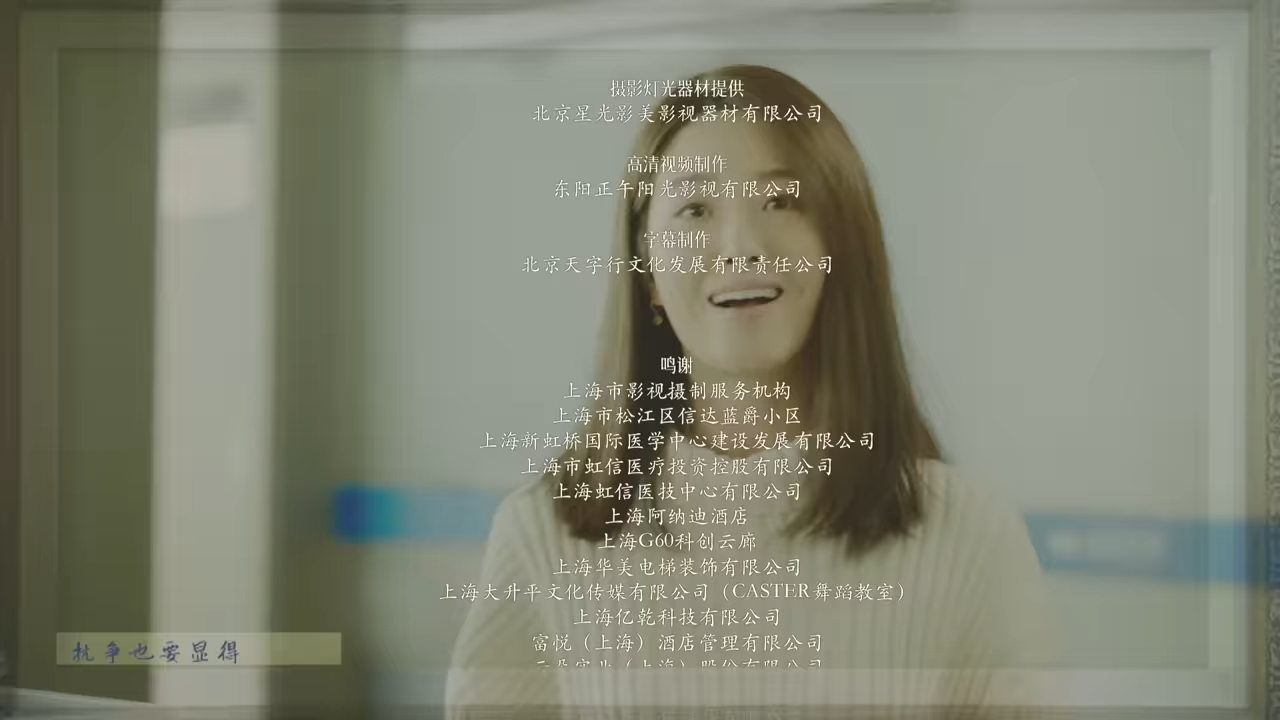 摄影灯光器材提供
北京星光影美影视器材有限公司
高清视频制作
东阳正午阳光影视有限公司
字幕制作
北京天字行文化发展有限责任公司
鸣谢
上海市影视摄制服务机构
上海市松江区信达蓝爵小区
上海新虹桥国际医学中心建设发展有限公司
上海市虹信医疗投资控股有限公司
上海虹信医技中心有限公司
上海阿纳迪酒店
上海G60科创云廊
上海华美电梯装饰有限公司
上海大升平文化传媒有限公司（CASTER舞蹈教室）
上海亿乾科技有限公司
富悦（上海）酒店管理有限公司
抗争也要显得